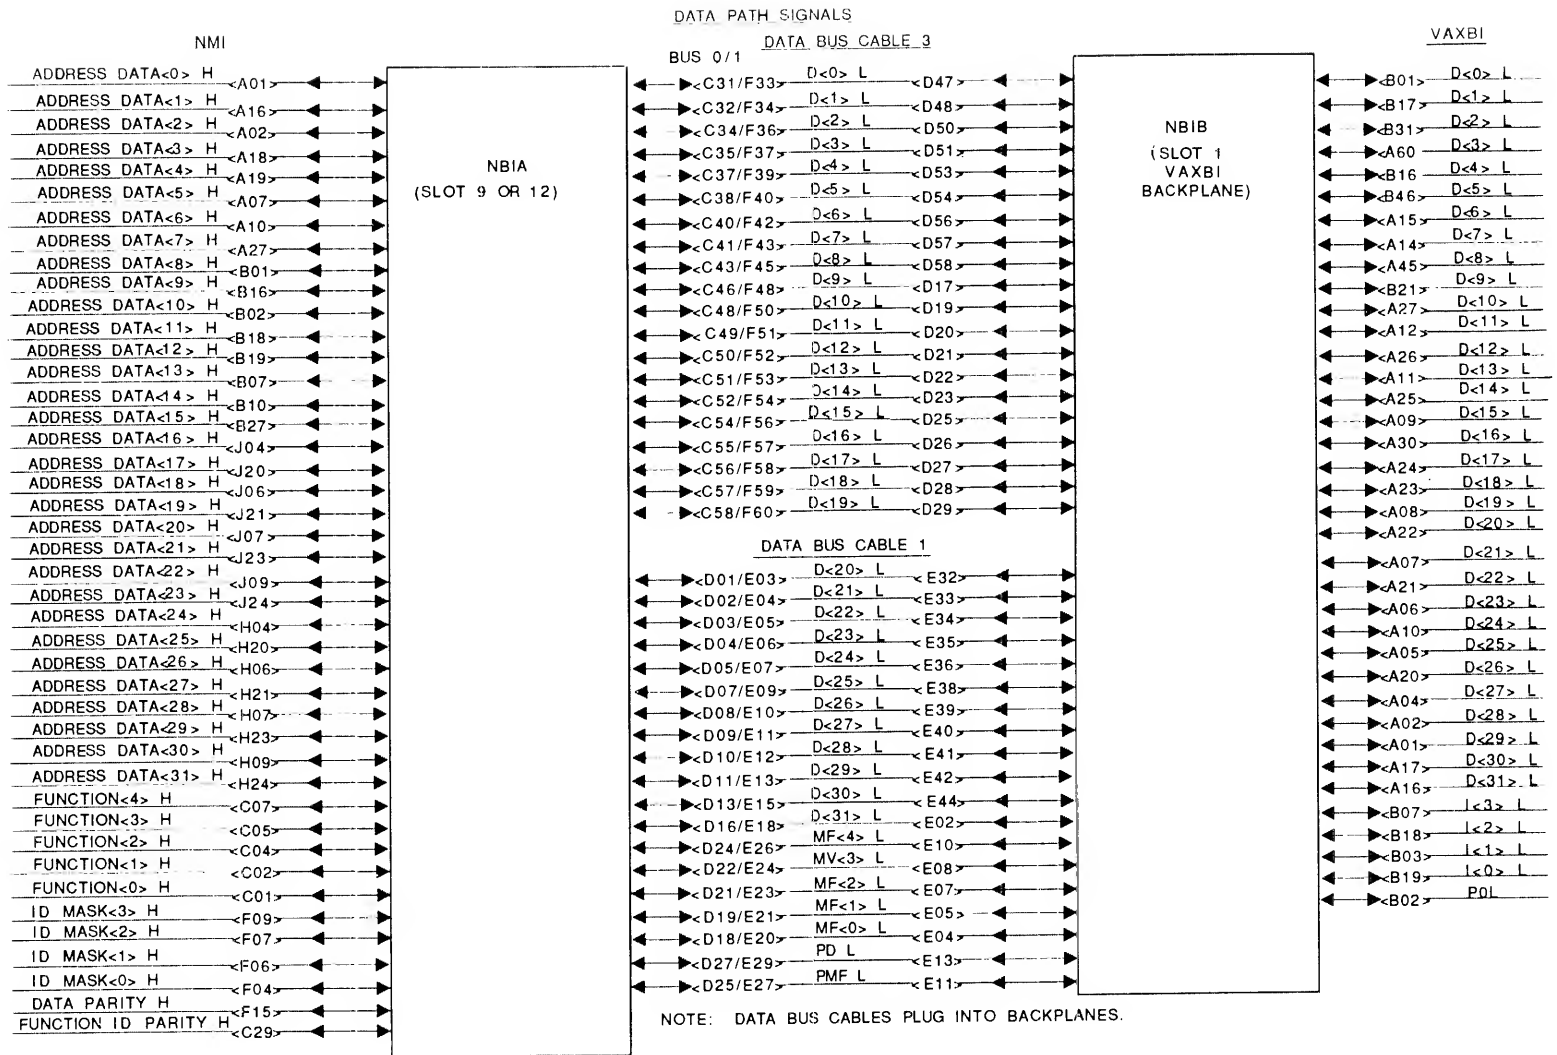 DATA PATH SIGNALS
NMI
BUS 0/1
DATA BUS CABLE 3
VAXBI
ADDRESS DATA<0> H <A01>
ADDRESS DATA<1> H <A16>
ADDRESS DATA<2> H <A02>
ADDRESS DATA<3> H <A18>
ADDRESS DATA<4> H <A19>
ADDRESS DATA<5> H <A07>
ADDRESS DATA<6> H <A10>
ADDRESS DATA<7> H <A27>
ADDRESS DATA<8> H <B01>
ADDRESS DATA<9> H <B16>
ADDRESS DATA<10> H <B02>
ADDRESS DATA<11> H <B18>
ADDRESS DATA<12> H <B19>
ADDRESS DATA<13> H <B07>
ADDRESS DATA<14> H <B10>
ADDRESS DATA<15> H <B27>
ADDRESS DATA<16> H <J04>
ADDRESS DATA<17> H <J20>
ADDRESS DATA<18> H <J06>
ADDRESS DATA<19> H <J21>
ADDRESS DATA<20> H <J07>
ADDRESS DATA<21> H <J23>
ADDRESS DATA<22> H <J09>
ADDRESS DATA<23> H <J24>
ADDRESS DATA<24> H <H04>
ADDRESS DATA<25> H <H20>
ADDRESS DATA<26> H <H06>
ADDRESS DATA<27> H <H21>
ADDRESS DATA<28> H <H07>
ADDRESS DATA<29> H <H23>
ADDRESS DATA<30> H <H09>
ADDRESS DATA<31> H <H24>
FUNCTION<4> H <C07>
FUNCTION<3> H <C05>
FUNCTION<2> H <C04>
FUNCTION<1> H <C02>
FUNCTION<0> H <C01>
ID MASK<3> H <F09>
ID MASK<2> H <F07>
ID MASK<1> H <F06>
ID MASK<0> H <F04>
DATA PARITY H <F15>
FUNCTION ID PARITY H <C29>
NBIA
(SLOT 9 OR 12)
<C31/F33> D<0> L <D47>
<C32/F34> D<1> L <D48>
<C34/F36> D<2> L <D50>
<C35/F37> D<3> L <D51>
<C37/F39> D<4> L <D53>
<C38/F40> D<5> L <D54>
<C40/F42> D<6> L <D56>
<C41/F43> D<7> L <D57>
<C43/F45> D<8> L <D58>
<C46/F48> D<9> L <D17>
<C48/F50> D<10> L <D19>
<C49/F51> D<11> L <D20>
<C50/F52> D<12> L <D21>
<C51/F53> D<13> L <D22>
<C52/F54> D<14> L <D23>
<C54/F56> D<15> L <D25>
<C55/F57> D<16> L <D26>
<C56/F58> D<17> L <D27>
<C57/F59> D<18> L <D28>
<C58/F60> D<19> L <D29>
DATA BUS CABLE 1
<D01/E03> D<20> L <E32>
<D02/E04> D<21> L <E33>
<D03/E05> D<22> L <E34>
<D04/E06> D<23> L <E35>
<D05/E07> D<24> L <E36>
<D07/E09> D<25> L <E38>
<D08/E10> D<26> L <E39>
<D09/E11> D<27> L <E40>
<D10/E12> D<28> L <E41>
<D11/E13> D<29> L <E42>
<D13/E15> D<30> L <E44>
<D16/E18> D<31> L <E02>
<D24/E26> MF<4> L <E10>
<D22/E24> MV<3> L <E08>
<D21/E23> MF<2> L <E07>
<D19/E21> MF<1> L <E05>
<D18/E20> MF<0> L <E04>
<D27/E29> PD L <E13>
<D25/E27> PMF L <E11>
NBIB
(SLOT 1
VAXBI
BACKPLANE)
<B01> D<0> L
<B17> D<1> L
<B31> D<2> L
<A60 D<3> L
<B16 D<4> L
<B46> D<5> L
<A15> D<6> L
<A14> D<7> L
<A45> D<8> L
<B21> D<9> L
<A27> D<10> L
<A12> D<11> L
<A26> D<12> L
<A11> D<13> L
<A25> D<14> L
<A09> D<15> L
<A30> D<16> L
<A24> D<17> L
<A23> D<18> L
<A08> D<19> L
<A22> D<20> L
<A07> D<21> L
<A21> D<22> L
<A06> D<23> L
<A10> D<24> L
<A05> D<25> L
<A20> D<26> L
<A04> D<27> L
<A02> D<28> L
<A01> D<29> L
<A17> D<30> L
<A16> D<31> L
<B07> I<3> L
<B18> I<2> L
<B03> I<1> L
<B19> I<0> L
<B02> POL
NOTE: DATA BUS CABLES PLUG INTO BACKPLANES.